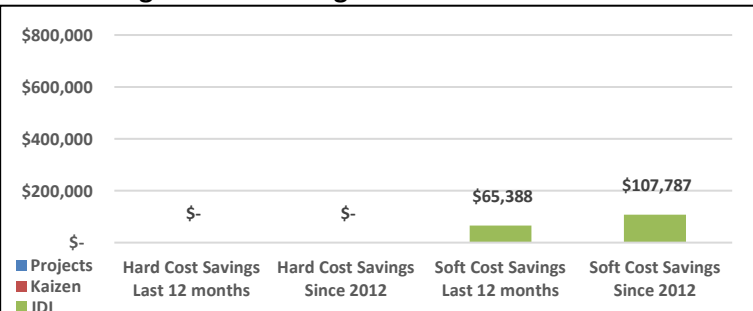 $800,000
$600,000
$400,000
$200,000
$-
$-
$-
$65,388
$107,787
Projects
Kaizen
JDI
Hard Cost Savings
Last 12 months
Hard Cost Savings
Since 2012
Soft Cost Savings
Last 12 months
Soft Cost Savings
Since 2012